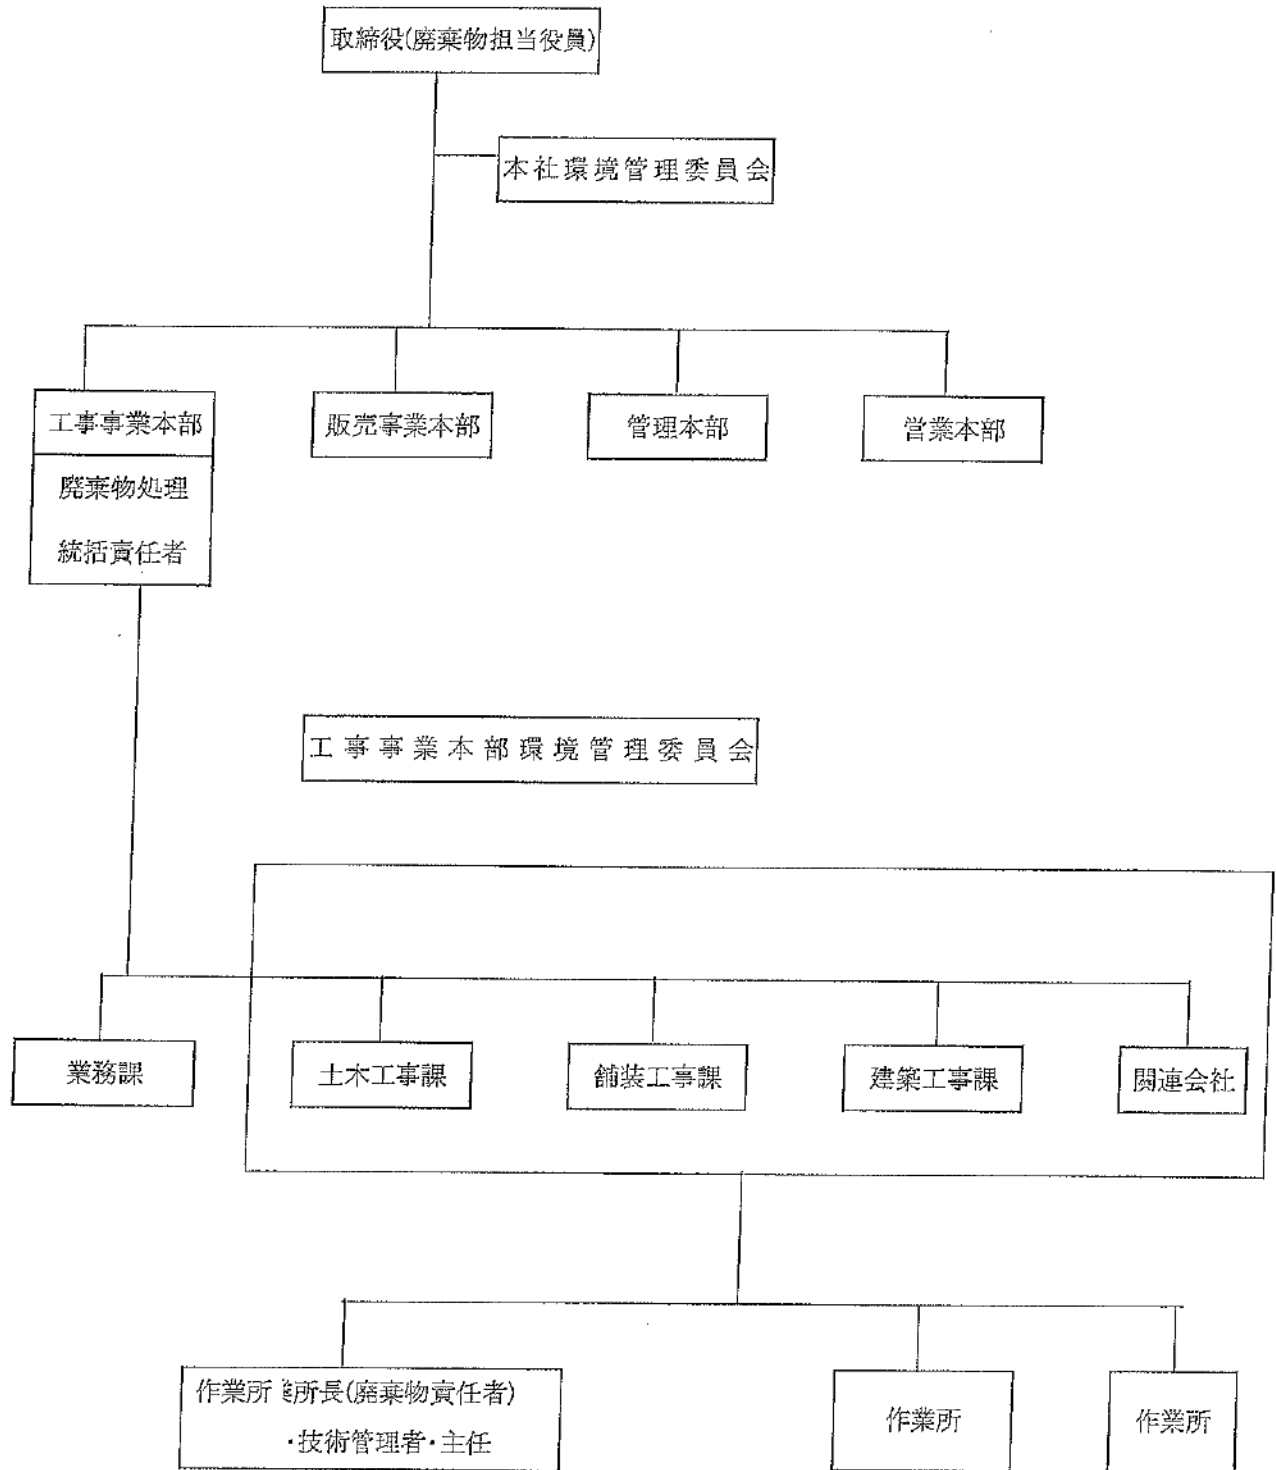 取締役(廃棄物担当役員)
本社環境管理委員会
工事事業本部
販売事業本部
管理本部
営業本部
廃棄物処理
統括責任者
工事事業本部環境管理委員会
業務課
土木工事課
舗装工事課
建築工事課
関連会社
作業所 所長(廃棄物責任者)
・技術管理者・主任
作業所
作業所